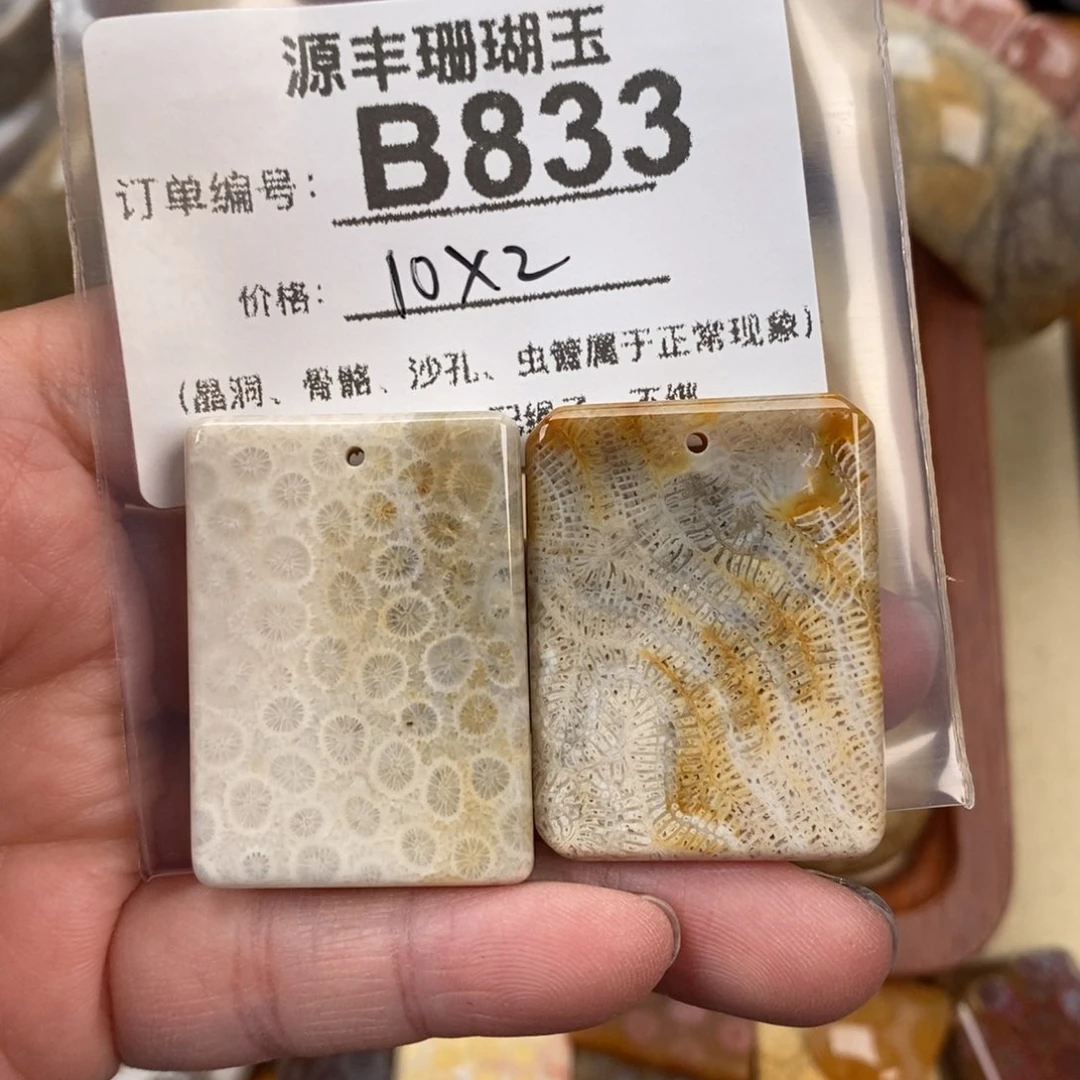 源丰珊瑚玉
订单编号: B833
价格: 10X2
(晶洞、骨骼、沙孔、虫髓属于正常现象)